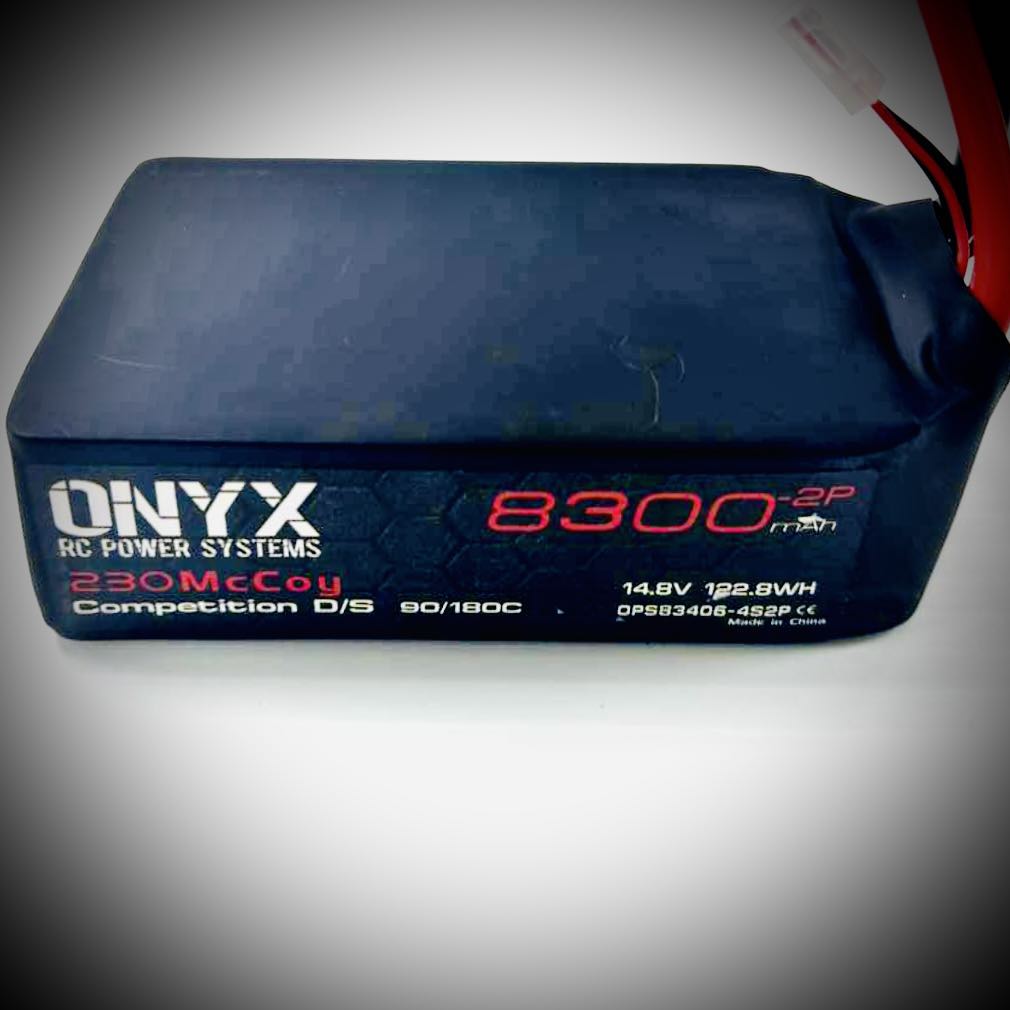 ONYX
RC POWER SYSTEMS
230McCoy
Competition D/S 90/180C
8300-2P
mAh
14.8V 122.8WH
OPS83406-4S2P CE
Made in China